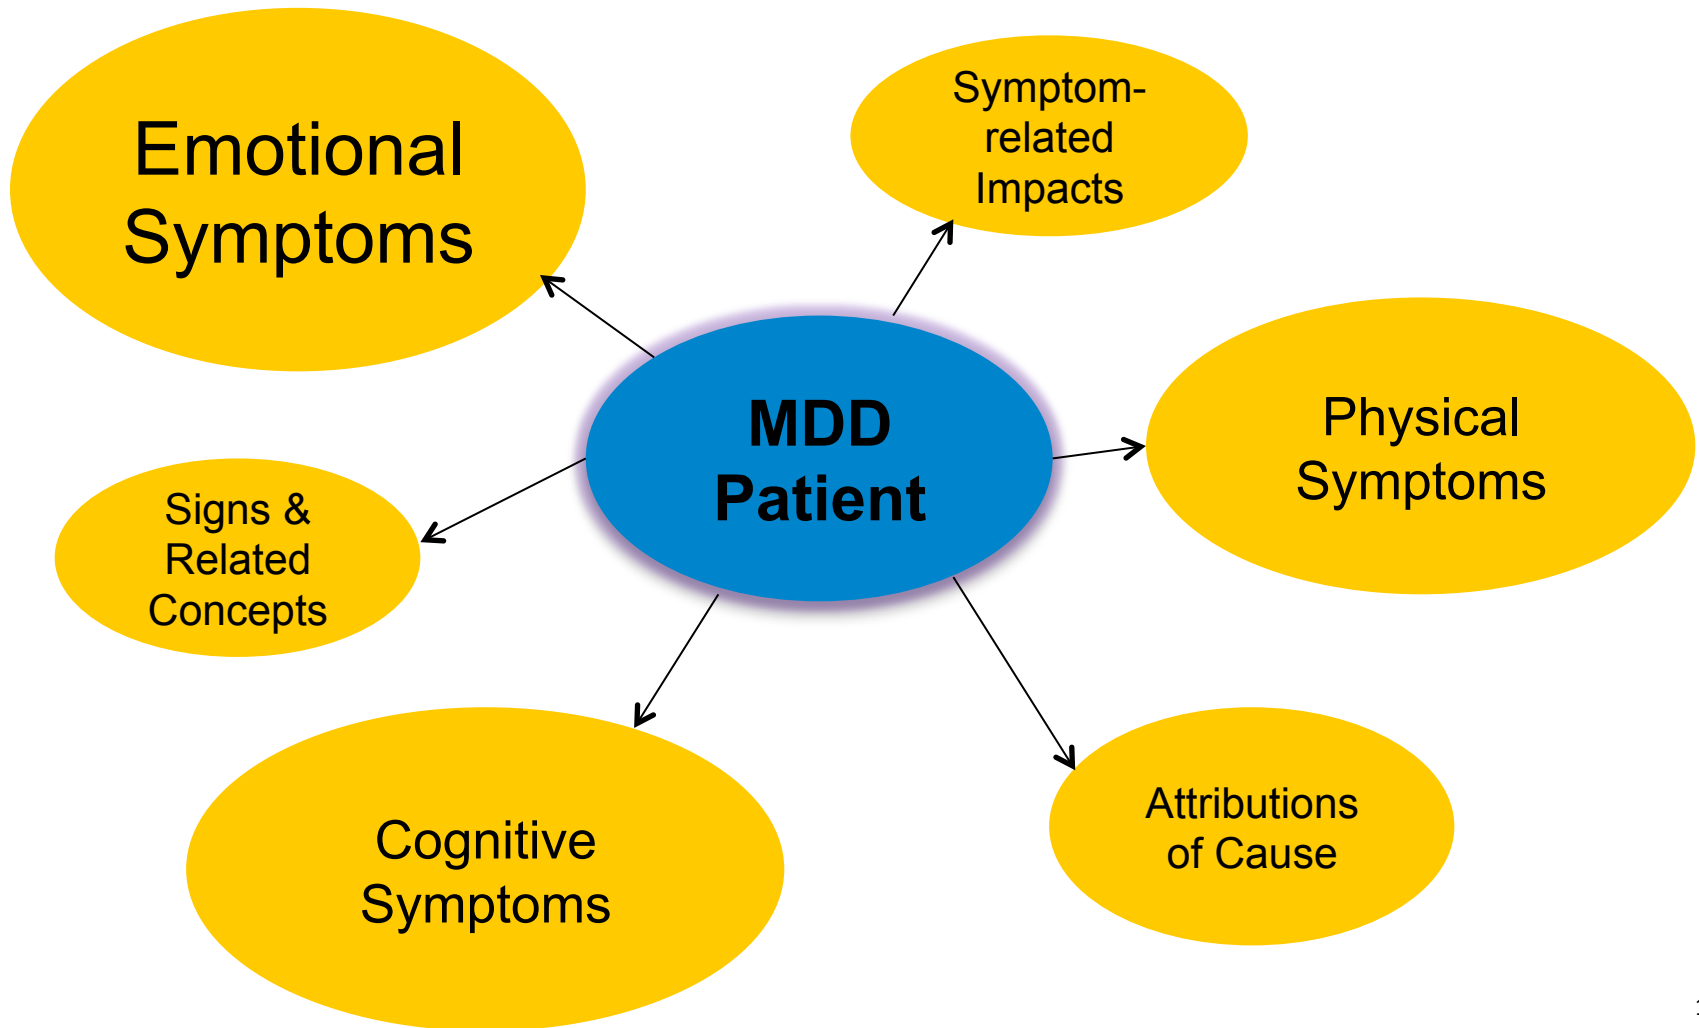 Emotional
Symptoms
Symptom-
related
Impacts
MDD
Patient
Physical
Symptoms
Signs &
Related
Concepts
Cognitive
Symptoms
Attributions
of Cause